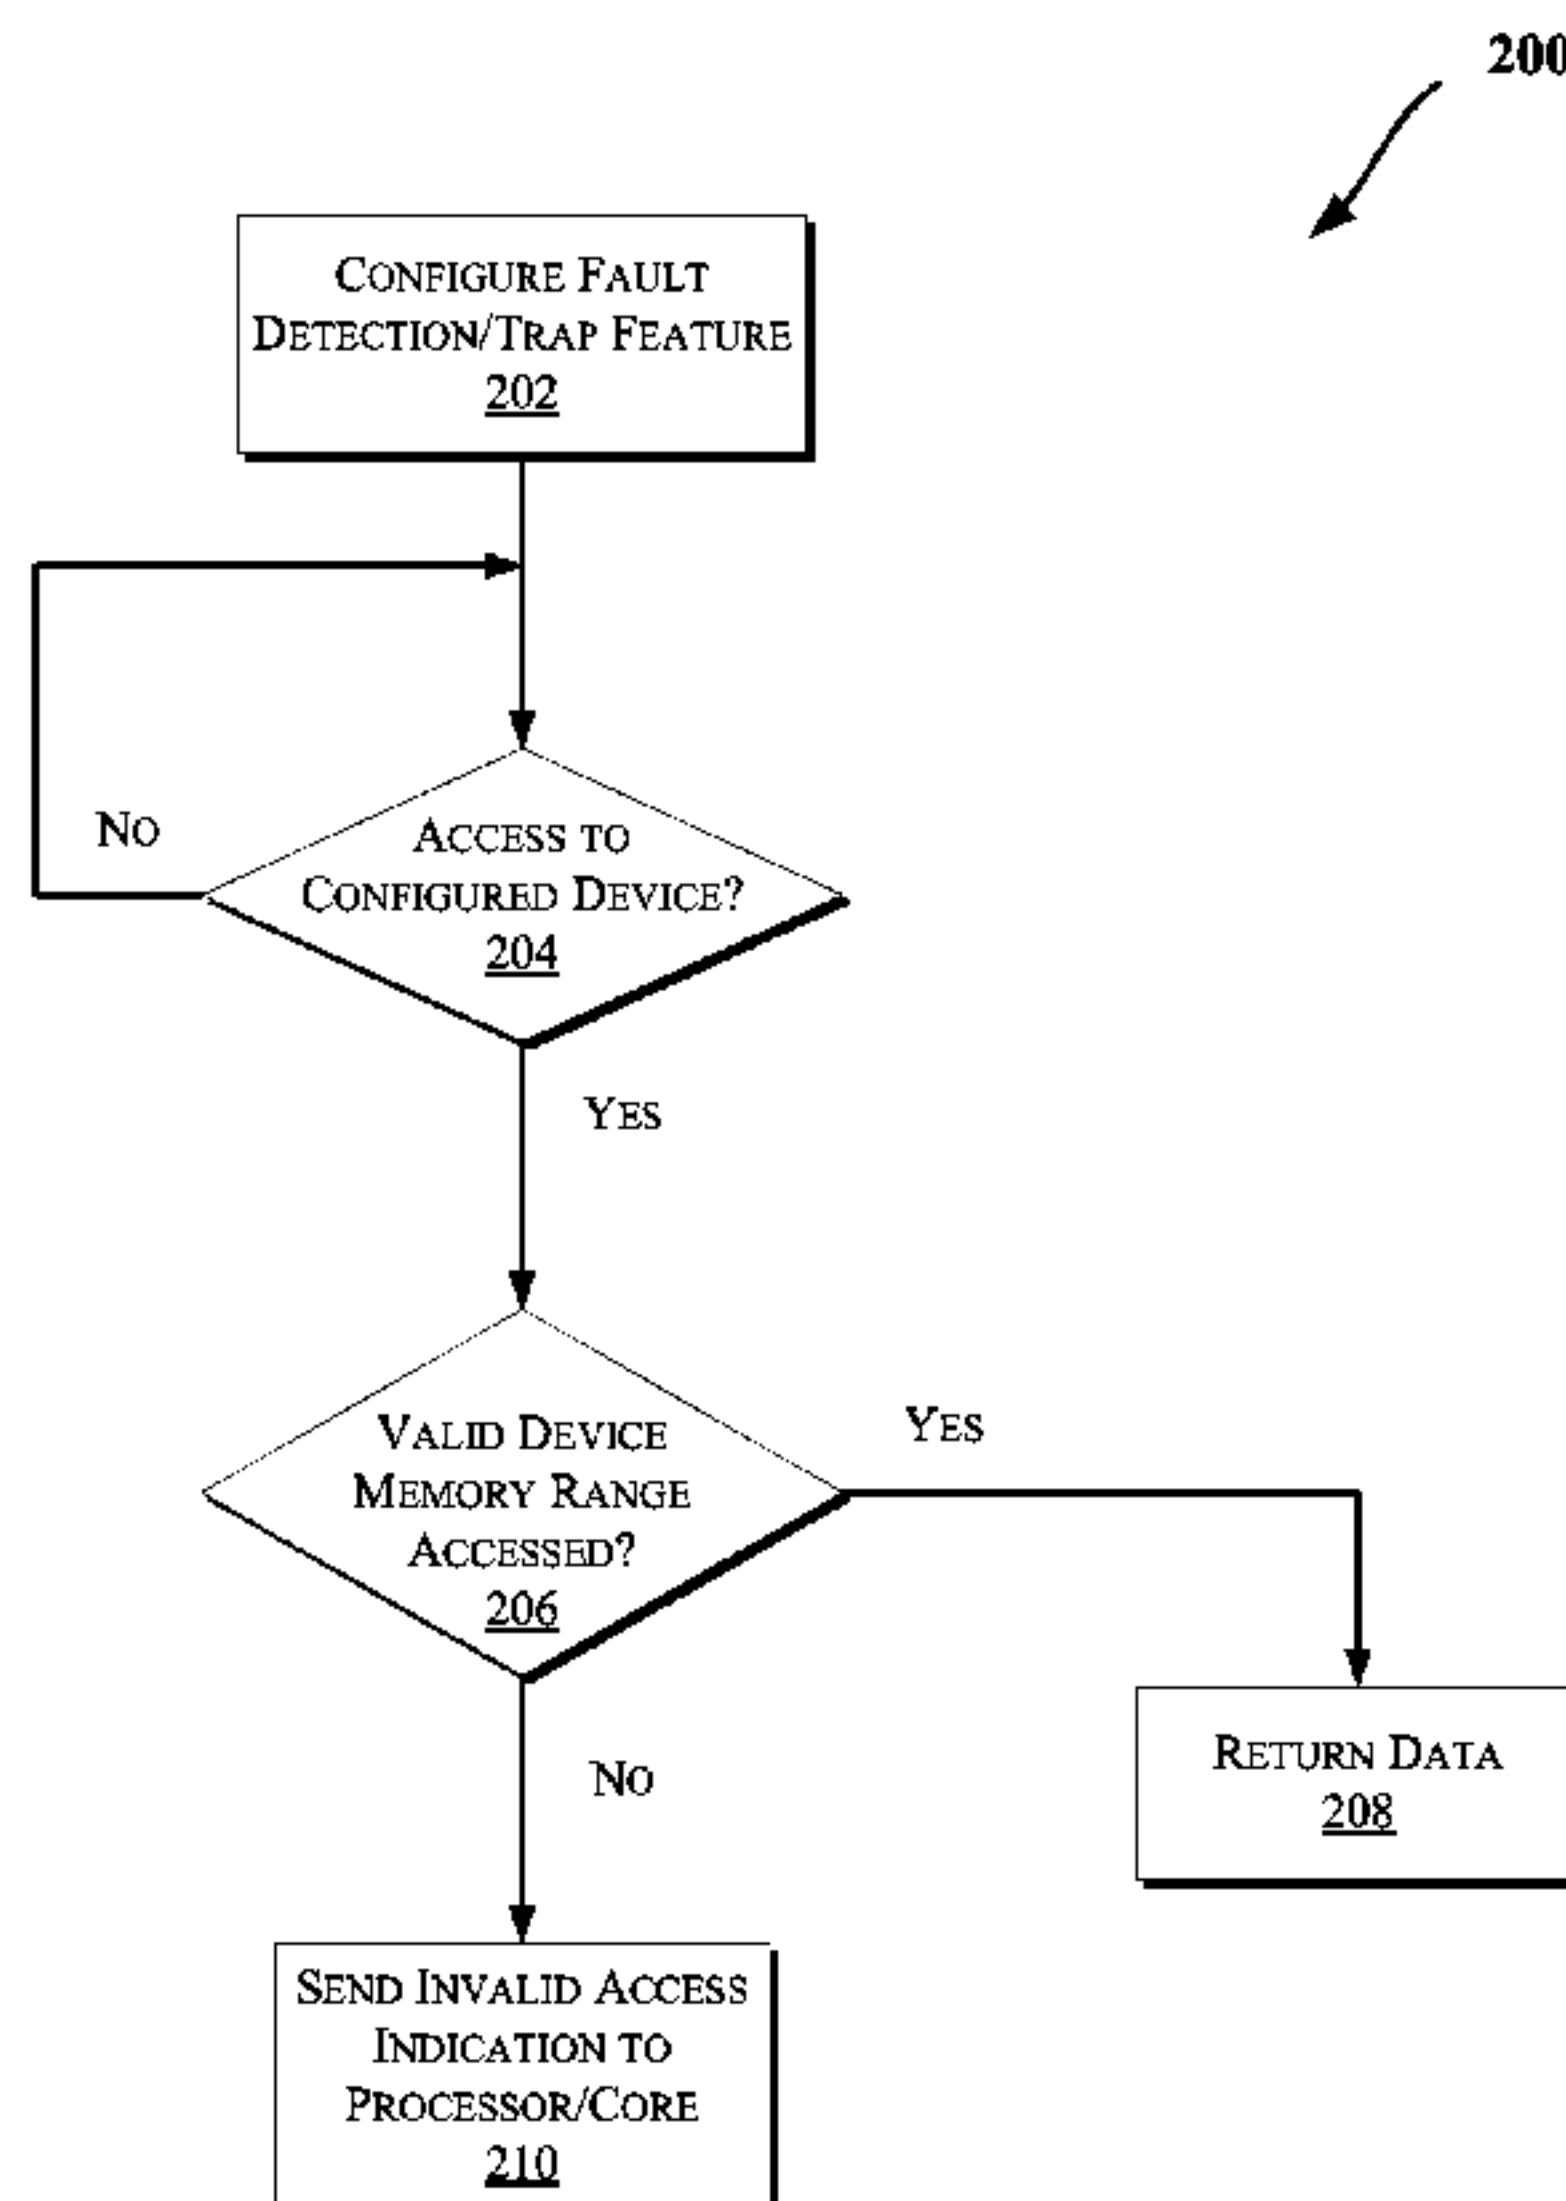 200
CONFIGURE FAULT
DETECTION/TRAP FEATURE
202
NO
ACCESS TO
CONFIGURED DEVICE?
204
YES
VALID DEVICE
MEMORY RANGE
ACCESSED?
206
YES
NO
RETURN DATA
208
SEND INVALID ACCESS
INDICATION TO
PROCESSOR/CORE
210